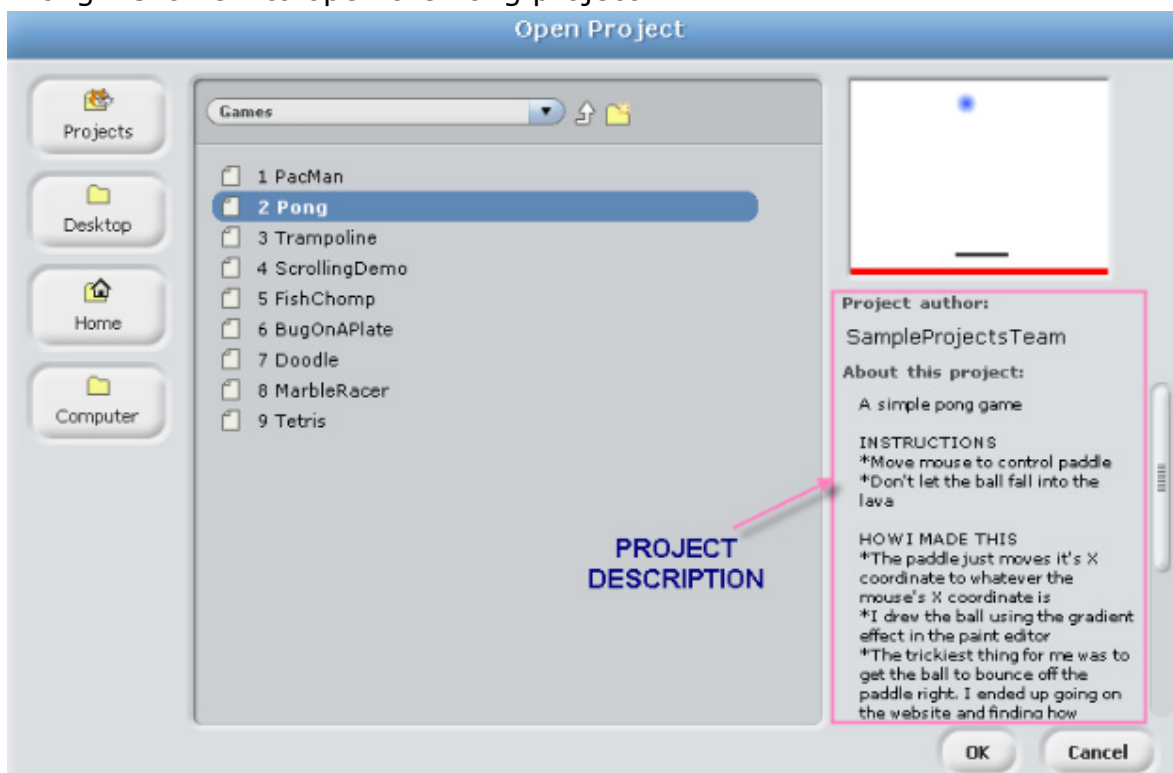 Open Project
Projects
Desktop
Home
Computer
Games
1 PacMan
2 Pong
3 Trampoline
4 ScrollingDemo
5 FishChomp
6 BugOnAPlate
7 Doodle
8 MarbleRacer
9 Tetris
PROJECT
DESCRIPTION
Project author:
SampleProjectsTeam
About this project:
A simple pong game
INSTRUCTIONS
*Move mouse to control paddle
*Don't let the ball fall into the
lava
HOW I MADE THIS
*The paddle just moves it's X
coordinate to whatever the
mouse's X coordinate is
*I drew the ball using the gradient
effect in the paint editor
*The trickiest thing for me was to
get the ball to bounce off the
paddle right. I ended up going on
the website and finding how
OK
Cancel